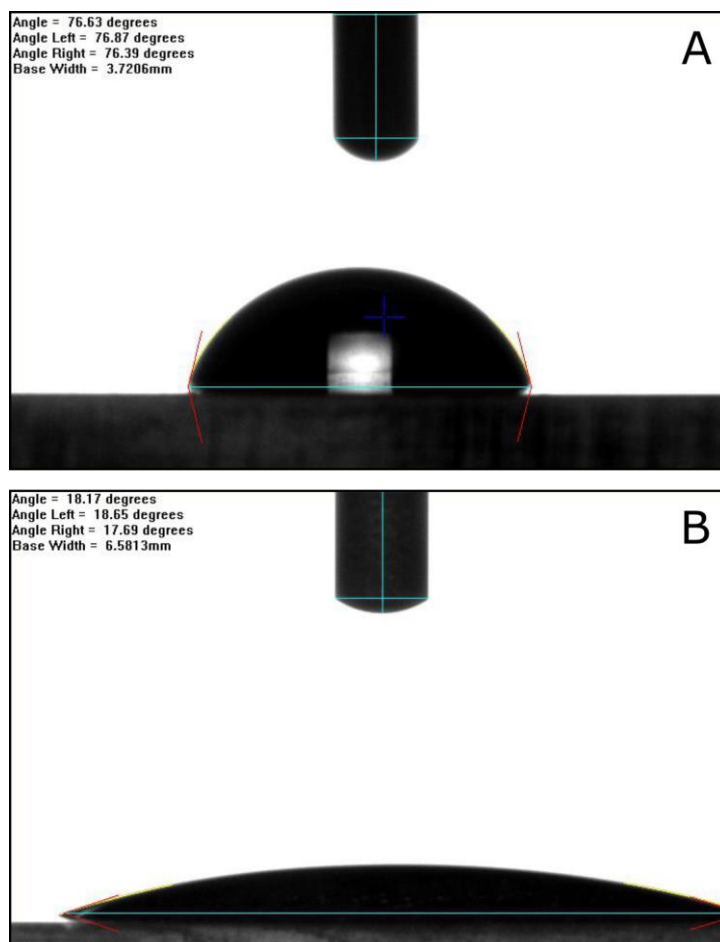 Angle = 76.63 degrees
Angle Left = 76.87 degrees
Angle Right = 76.39 degrees
Base Width = 3.7206mm
A
Angle = 18.17 degrees
Angle Left = 18.65 degrees
Angle Right = 17.69 degrees
Base Width = 6.5813mm
B